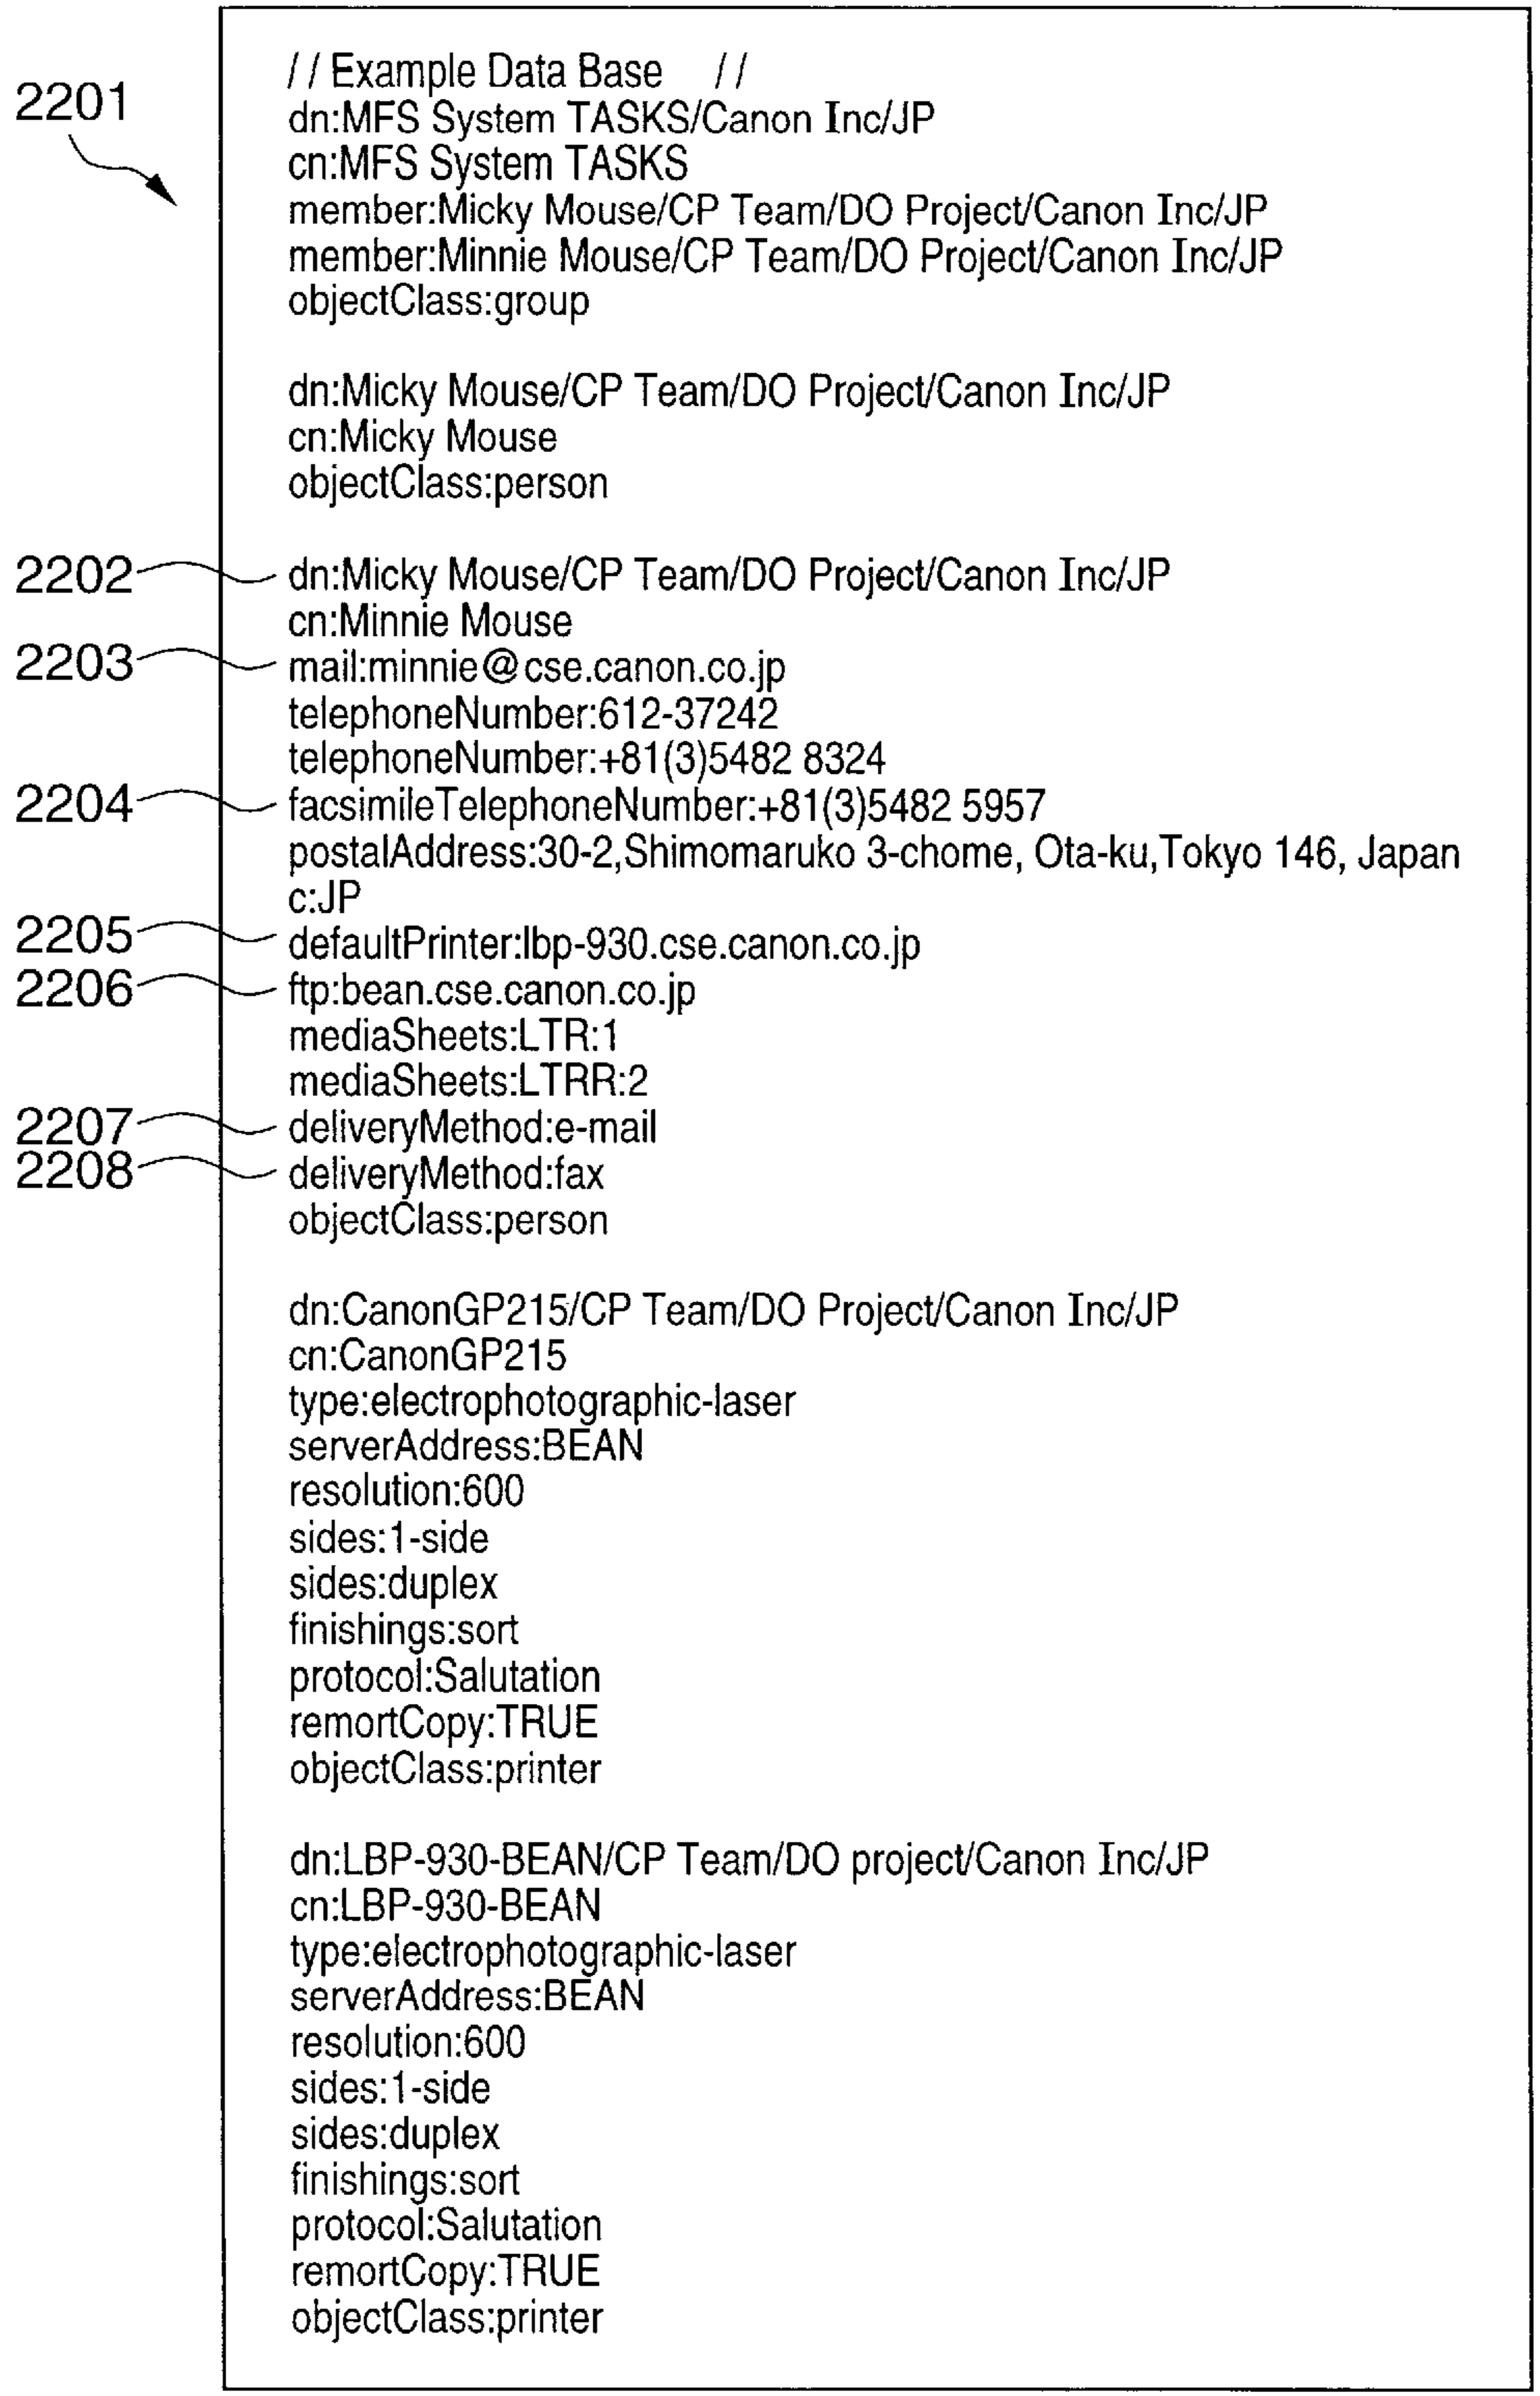 // Example Data Base //
2201
dn:MFS System TASKS/Canon Inc/JP
cn:MFS System TASKS
member:Micky Mouse/CP Team/DO Project/Canon Inc/JP
member:Minnie Mouse/CP Team/DO Project/Canon Inc/JP
objectClass:group
dn:Micky Mouse/CP Team/DO Project/Canon Inc/JP
cn:Micky Mouse
objectClass:person
2202 dn:Micky Mouse/CP Team/DO Project/Canon Inc/JP
cn:Minnie Mouse
2203 mail:minnie@cse.canon.co.jp
telephoneNumber:612-37242
telephoneNumber:+81(3)5482 8324
2204 facsimileTelephoneNumber:+81(3)5482 5957
postalAddress:30-2,Shimomaruko 3-chome, Ota-ku,Tokyo 146, Japan
c:JP
2205 defaultPrinter:lbp-930.cse.canon.co.jp
2206 ftp:bean.cse.canon.co.jp
mediaSheets:LTR:1
mediaSheets:LTRR:2
2207 deliveryMethod:e-mail
2208 deliveryMethod:fax
objectClass:person
dn:CanonGP215/CP Team/DO Project/Canon Inc/JP
cn:CanonGP215
type:electrophotographic-laser
serverAddress:BEAN
resolution:600
sides:1-side
sides:duplex
finishings:sort
protocol:Salutation
remortCopy:TRUE
objectClass:printer
dn:LBP-930-BEAN/CP Team/DO project/Canon Inc/JP
cn:LBP-930-BEAN
type:electrophotographic-laser
serverAddress:BEAN
resolution:600
sides:1-side
sides:duplex
finishings:sort
protocol:Salutation
remortCopy:TRUE
objectClass:printer